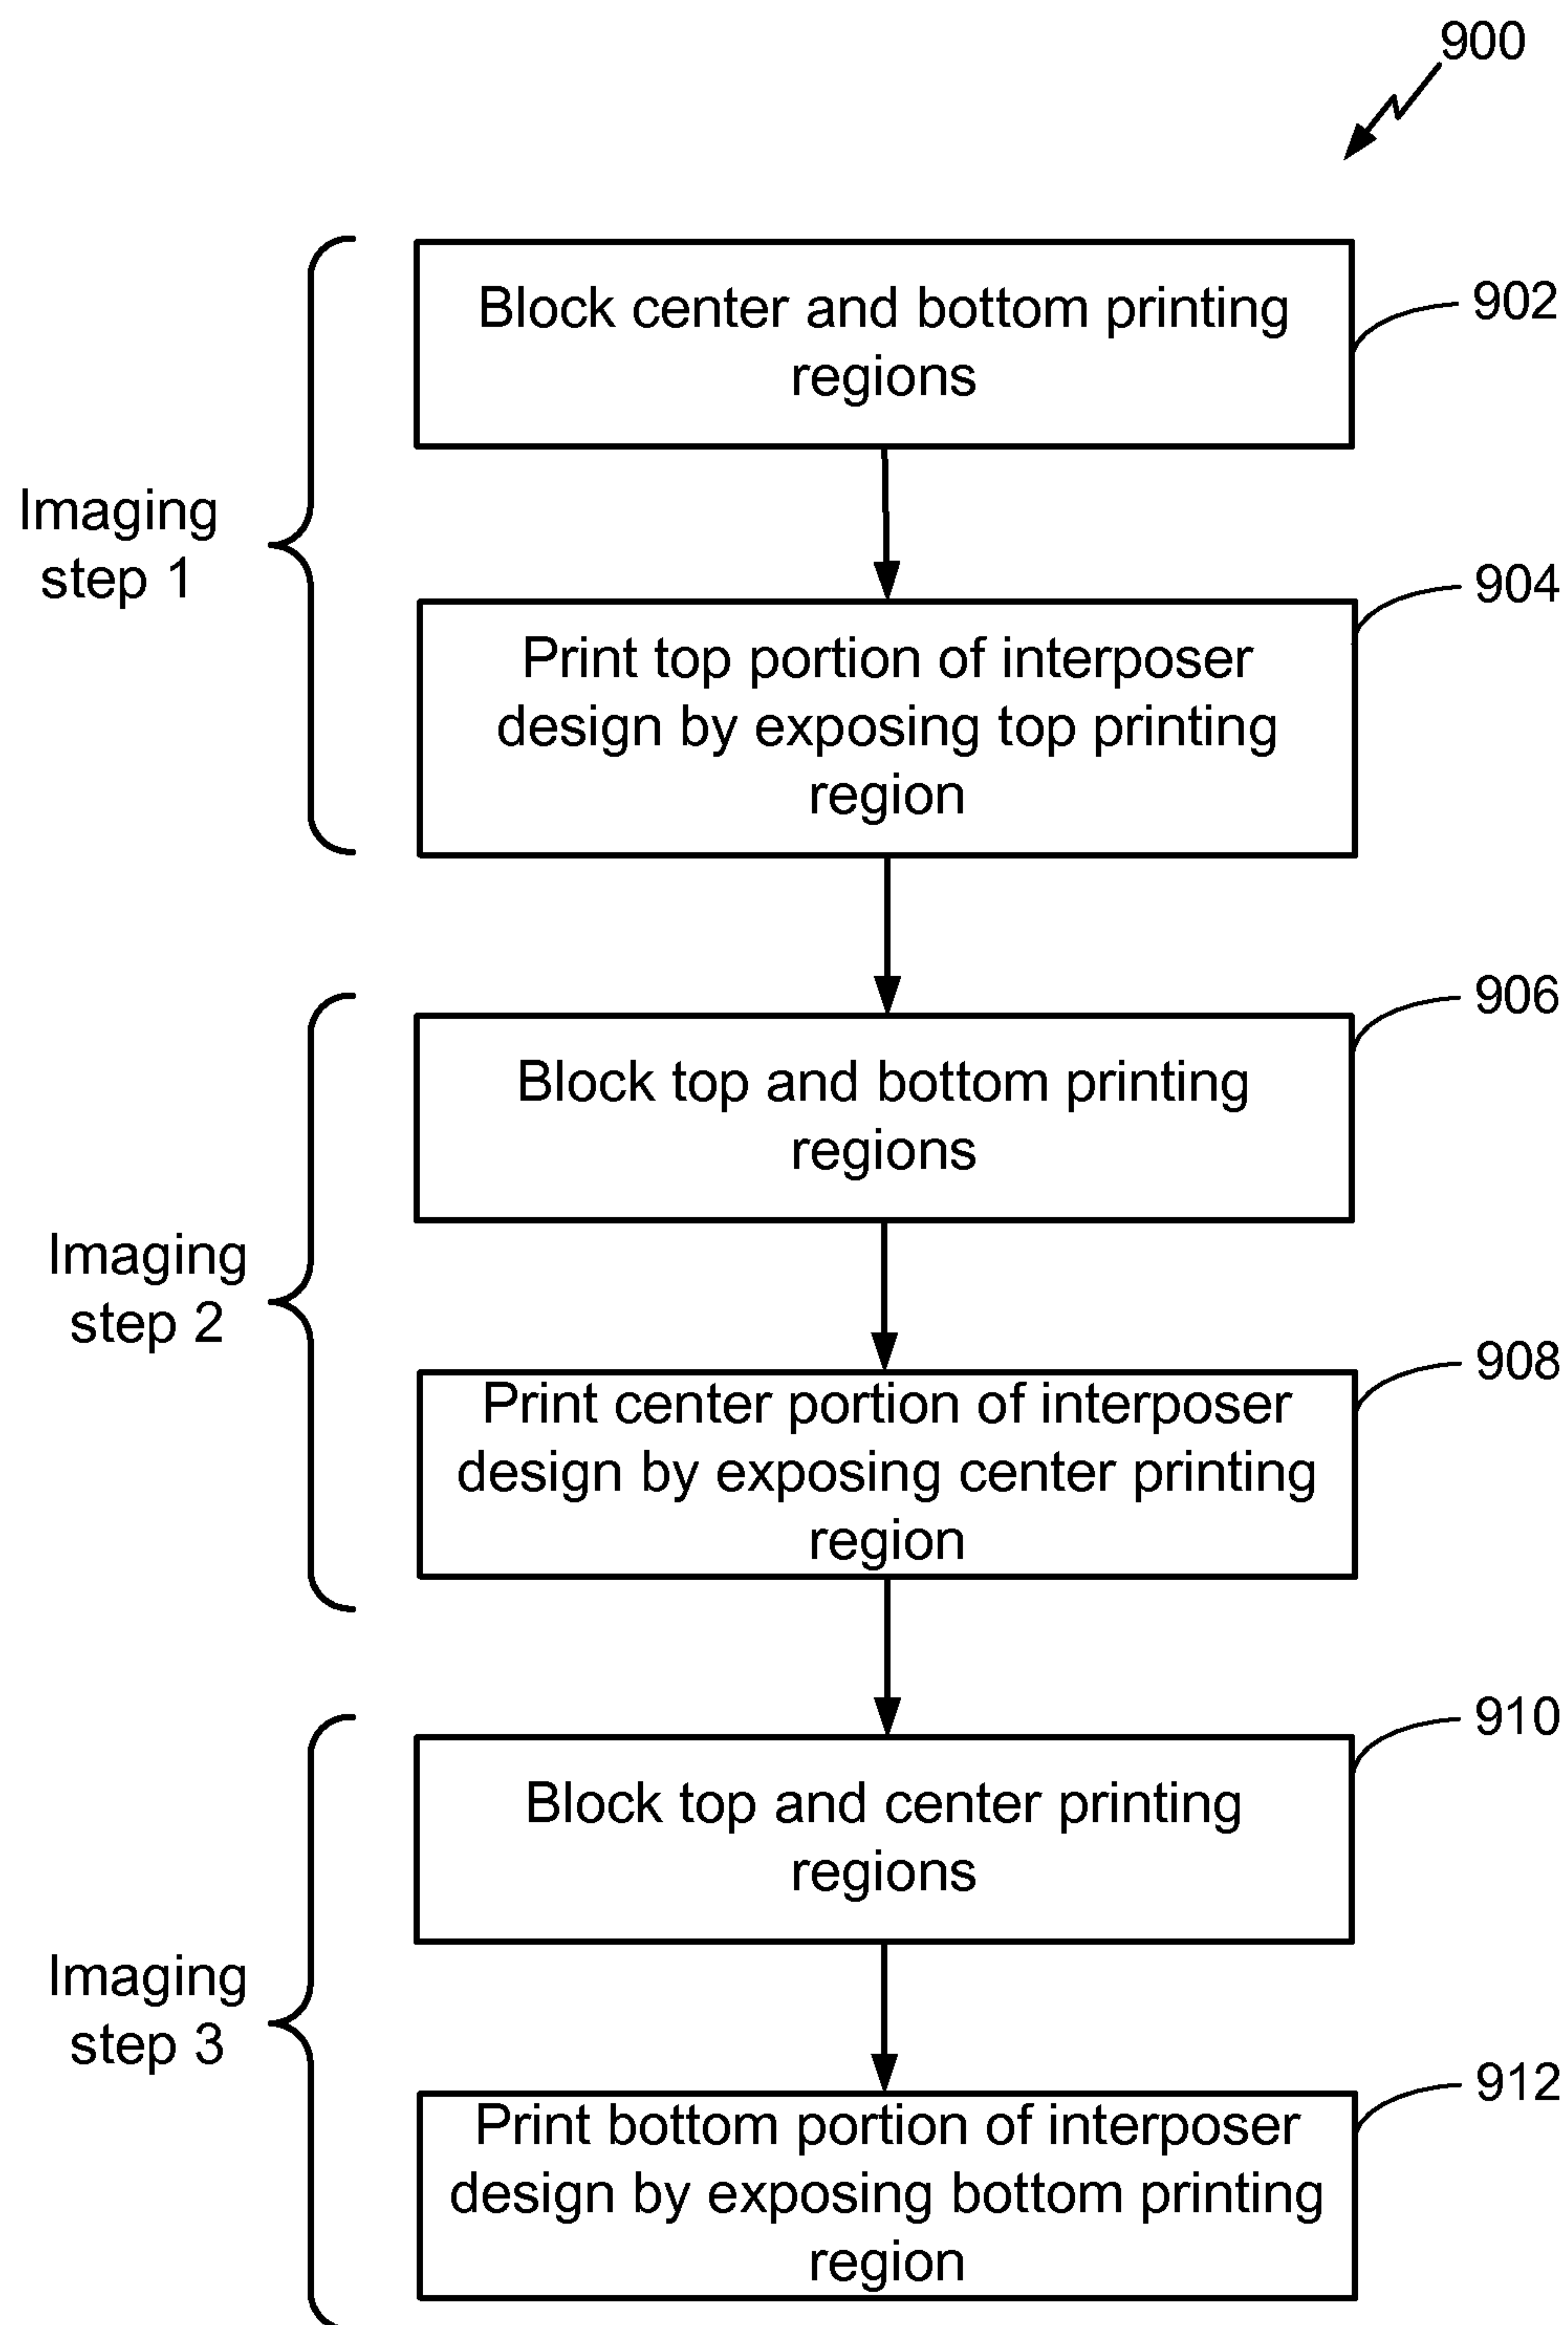 900
Block center and bottom printing
regions
902
Imaging
step 1
Print top portion of interposer
design by exposing top printing
region
904
Block top and bottom printing
regions
906
Imaging
step 2
Print center portion of interposer
design by exposing center printing
region
908
Block top and center printing
regions
910
Imaging
step 3
Print bottom portion of interposer
design by exposing bottom printing
region
912